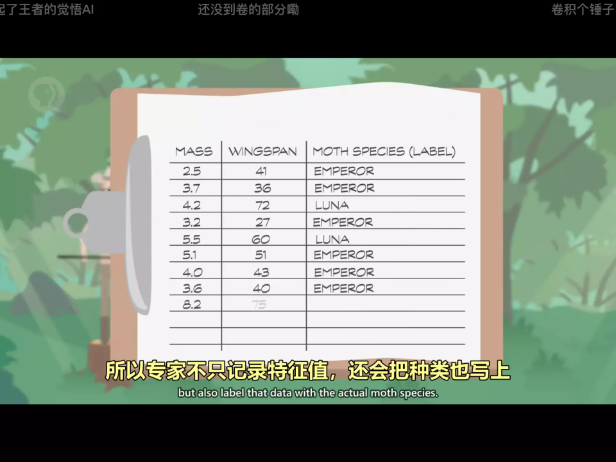 起了王者的觉悟AI 还没到卷的部分嘞 卷积个锤子
MASS WINGSPAN MOTH SPECIES (LABEL)
2.5 41 EMPEROR
3.7 36 EMPEROR
4.2 72 LUNA
3.2 27 EMPEROR
5.5 60 LUNA
5.1 51 EMPEROR
4.0 43 EMPEROR
3.6 40 EMPEROR
8.2 75
所以专家不只记录特征值，还会把种类也写上
but also label that data with the actual moth species.